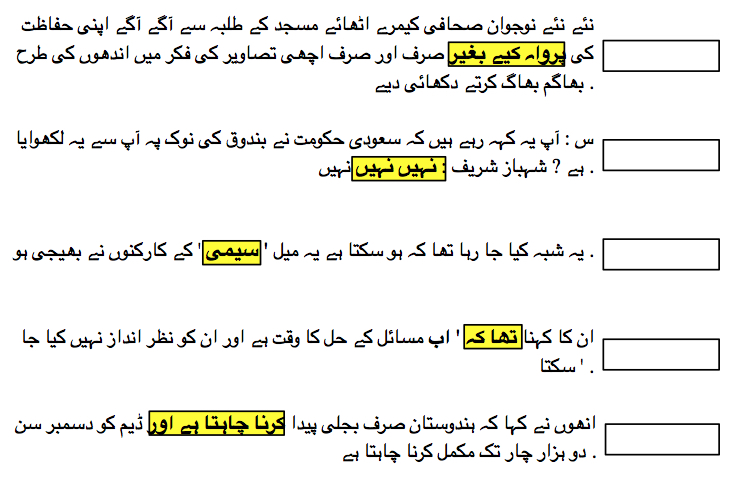 نئے نئے نوجوان صحافی کیمرے اٹھائے مسجد کے طلبہ سے آگے آگے اپنی حفاظت
کی پرواہ کیے بغیر صرف اور صرف اچھی تصاویر کی فکر میں اندھوں کی طرح
بھاگم بھاگ کرتے دکھائی دیے .
س : آپ یہ کہہ رہے ہیں کہ سعودی حکومت نے بندوق کی نوک پہ آپ سے یہ لکھوایا
ہے ? شہباز شریف : نہیں نہیں نہیں .
یہ شبہ کیا جا رہا تھا کہ ہو سکتا ہے یہ میل ' سیمی ' کے کارکنوں نے بھیجی ہو .
ان کا کہنا تھا کہ ' اب مسائل کے حل کا وقت ہے اور ان کو نظر انداز نہیں کیا جا
سکتا ' .
انھوں نے کہا کہ ہندوستان صرف بجلی پیدا کرنا چاہتا ہے اور ڈیم کو دسمبر سن
دو ہزار چار تک مکمل کرنا چاہتا ہے .